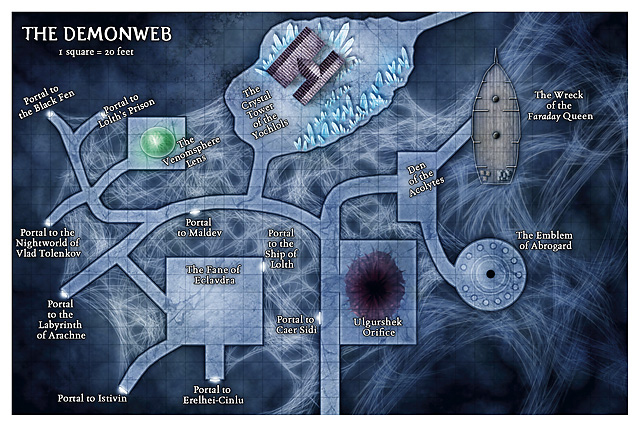 THE DEMONWEB
1 square = 20 feet
Portal to
the Black Fen
Portal to
Lolth's Prison
The
Venomsphere
Lens
The
Crystal
Tower
of the
Yochlols
The Wreck
of the
Faraday Queen
Den
of the
Acolytes
Portal to the
Nightworld of
Vlad Tolenkov
Portal
to Maldev
Portal
to the
Ship of
Lolth
The Emblem
of Abrogard
The Fane of
Eclavdra
Portal
to the
Labyrinth
of Arachne
Portal to
Caer Sidi
Ulgurshek
Orifice
Portal to Istivin
Portal to
Erelhei-Cinlu